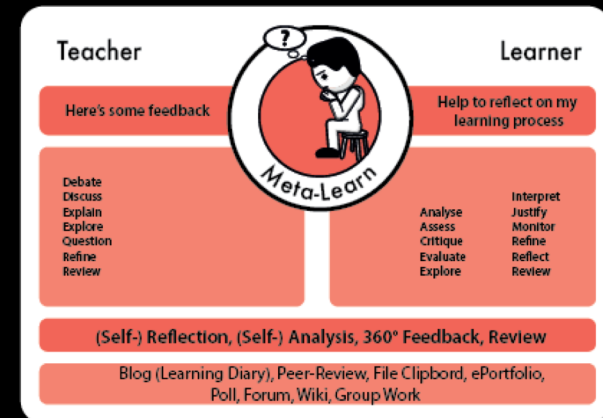 Teacher
?
Learner
Here's some feedback
Help to reflect on my
learning process
Meta-Learn
Debate
Discuss
Explain
Explore
Question
Refine
Review
Analyse
Assess
Critique
Evaluate
Explore
Interpret
Justify
Monitor
Refine
Reflect
Review
(Self-) Reflection, (Self-) Analysis, 360° Feedback, Review
Blog (Learning Diary), Peer-Review, File Clipbord, ePortfolio,
Poll, Forum, Wiki, Group Work